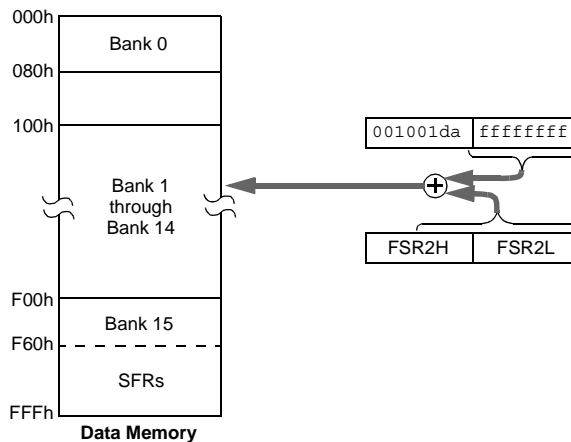 000h
Bank 0
080h
100h
001001da ffffffff
Bank 1
through
Bank 14
FSR2H FSR2L
F00h
Bank 15
F60h
SFRs
FFFh
Data Memory